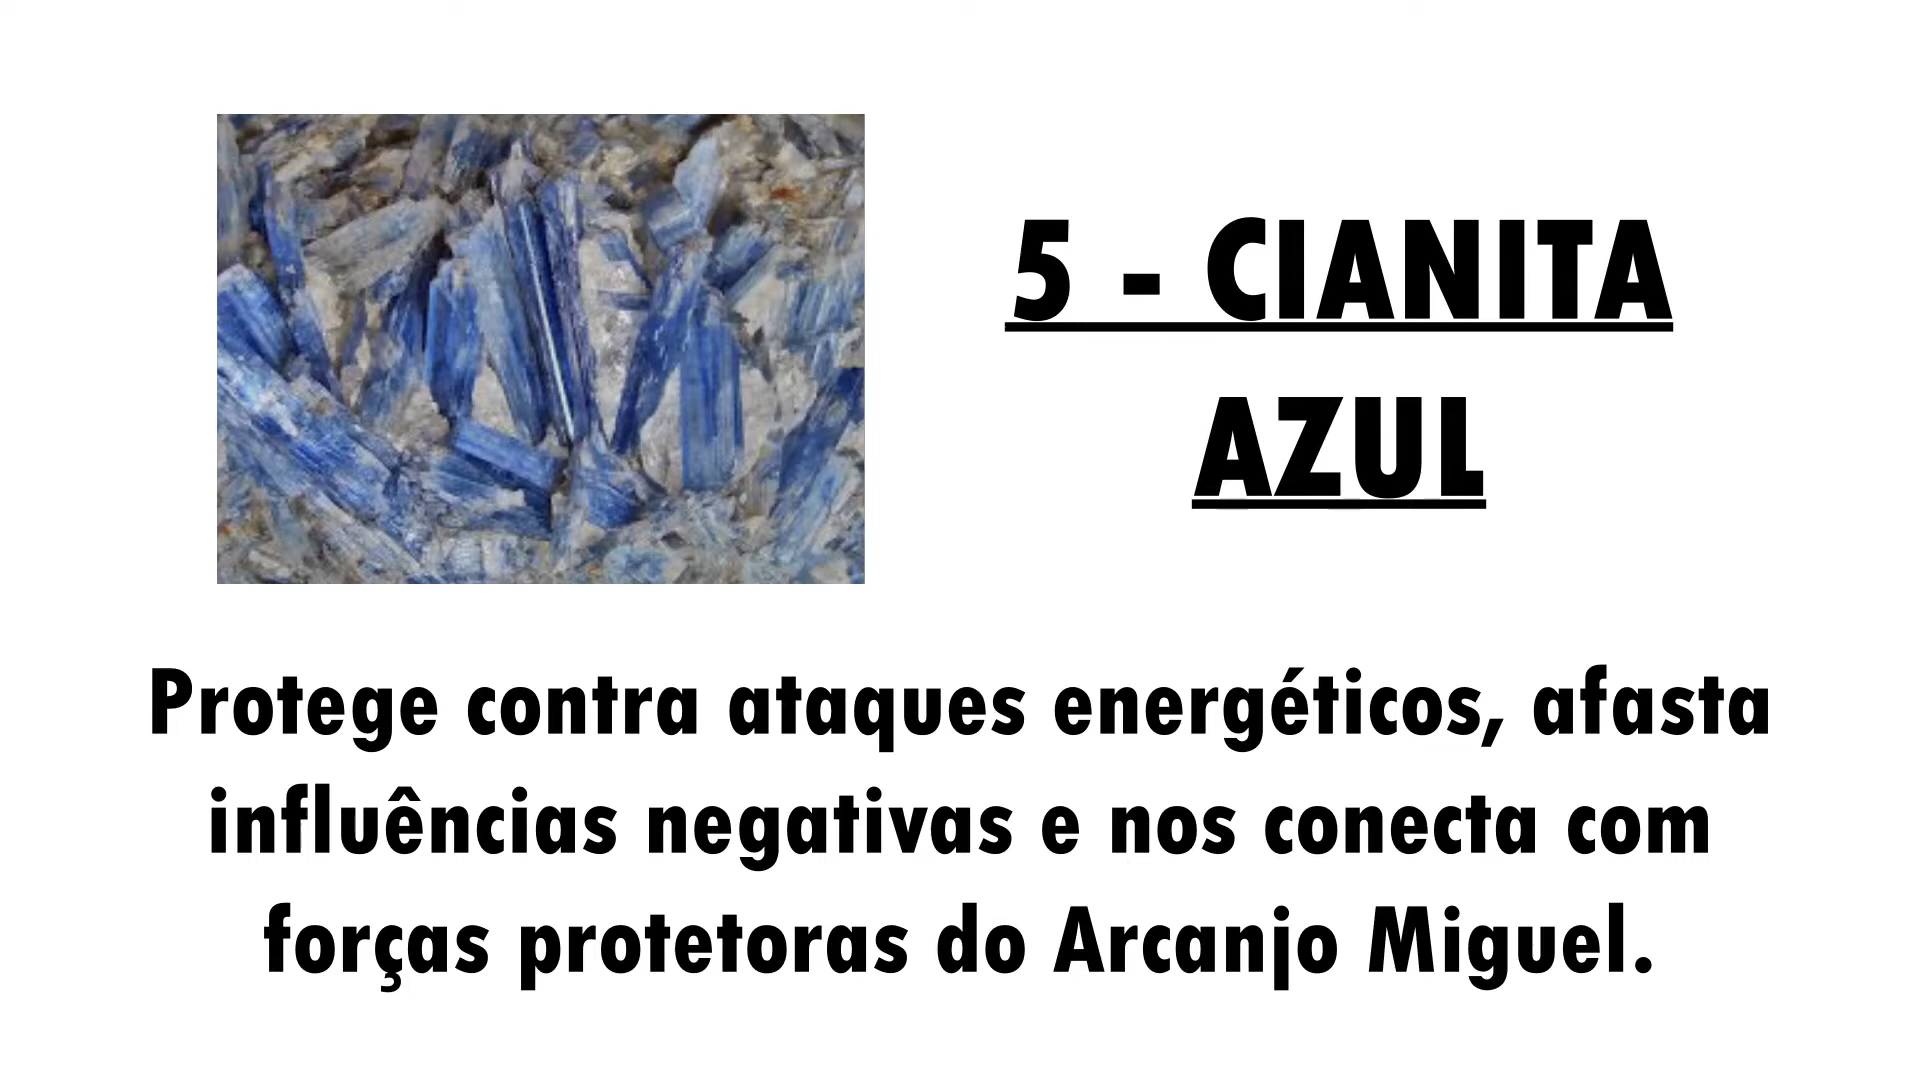 5 - CIANITA
AZUL
Protege contra ataques energéticos, afasta
influências negativas e nos conecta com
forças protetoras do Arcanjo Miguel.